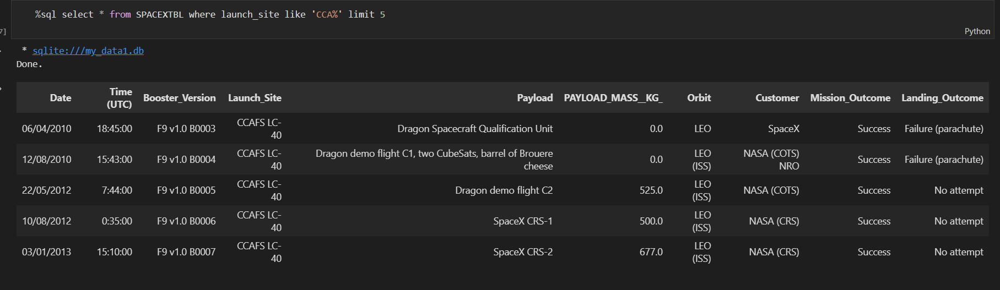 %sql select * from SPACEXTBL where launch_site like 'CCA%' limit 5
7]
Python
* sqlite:///my_data1.db
Done.
Date Time (UTC) Booster_Version Launch_Site Payload PAYLOAD_MASS__KG_ Orbit Customer Mission_Outcome Landing_Outcome
06/04/2010 18:45:00 F9 v1.0 B0003 CCAFS LC-40 Dragon Spacecraft Qualification Unit 0.0 LEO SpaceX Success Failure (parachute)
12/08/2010 15:43:00 F9 v1.0 B0004 CCAFS LC-40 Dragon demo flight C1, two CubeSats, barrel of Brouere cheese 0.0 LEO (ISS) NASA (COTS) NRO Success Failure (parachute)
22/05/2012 7:44:00 F9 v1.0 B0005 CCAFS LC-40 Dragon demo flight C2 525.0 LEO (ISS) NASA (COTS) Success No attempt
10/08/2012 0:35:00 F9 v1.0 B0006 CCAFS LC-40 SpaceX CRS-1 500.0 LEO (ISS) NASA (CRS) Success No attempt
03/01/2013 15:10:00 F9 v1.0 B0007 CCAFS LC-40 SpaceX CRS-2 677.0 LEO (ISS) NASA (CRS) Success No attempt